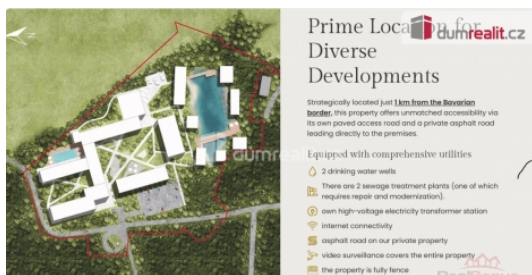 Prime Location for
dumrealit.cz
Diverse
Developments
Strategically located just 1 km from the Bavarian
border, this property offers unmatched accessibility via
its own paved access road and a private asphalt road
leading directly to the premises.
dumrealit.cz
Equipped with comprehensive utilities
2 drinking water wells
There are 2 sewage treatment plants (one of which
requires repair and modernization).
own high-voltage electricity transformer station
internet connectivity
asphalt road on our private property
video surveillance covers the entire property
the property is fully fence